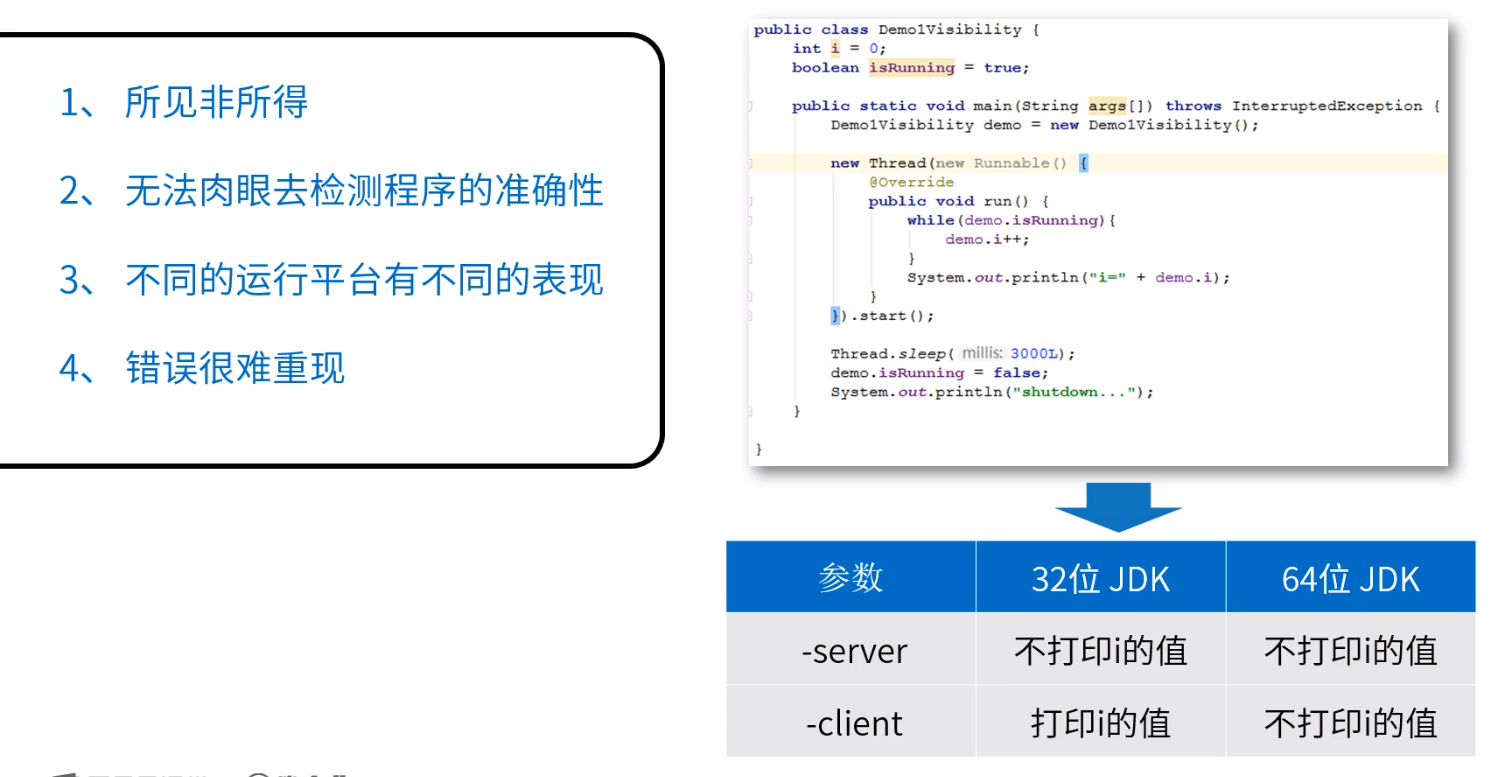 1、 所见非所得
2、 无法肉眼去检测程序的准确性
3、 不同的运行平台有不同的表现
4、 错误很难重现
public class Demo1Visibility {
int i = 0;
boolean isRunning = true;
public static void main(String args[]) throws InterruptedException {
Demo1Visibility demo = new Demo1Visibility();
new Thread(new Runnable() {
@Override
public void run() {
while(demo.isRunning){
demo.i++;
}
System.out.println("i=" + demo.i);
}
}).start();
Thread.sleep( millis: 3000L);
demo.isRunning = false;
System.out.println("shutdown...");
}
}
参数 32位 JDK 64位 JDK
-server 不打印i的值 不打印i的值
-client 打印i的值 不打印i的值